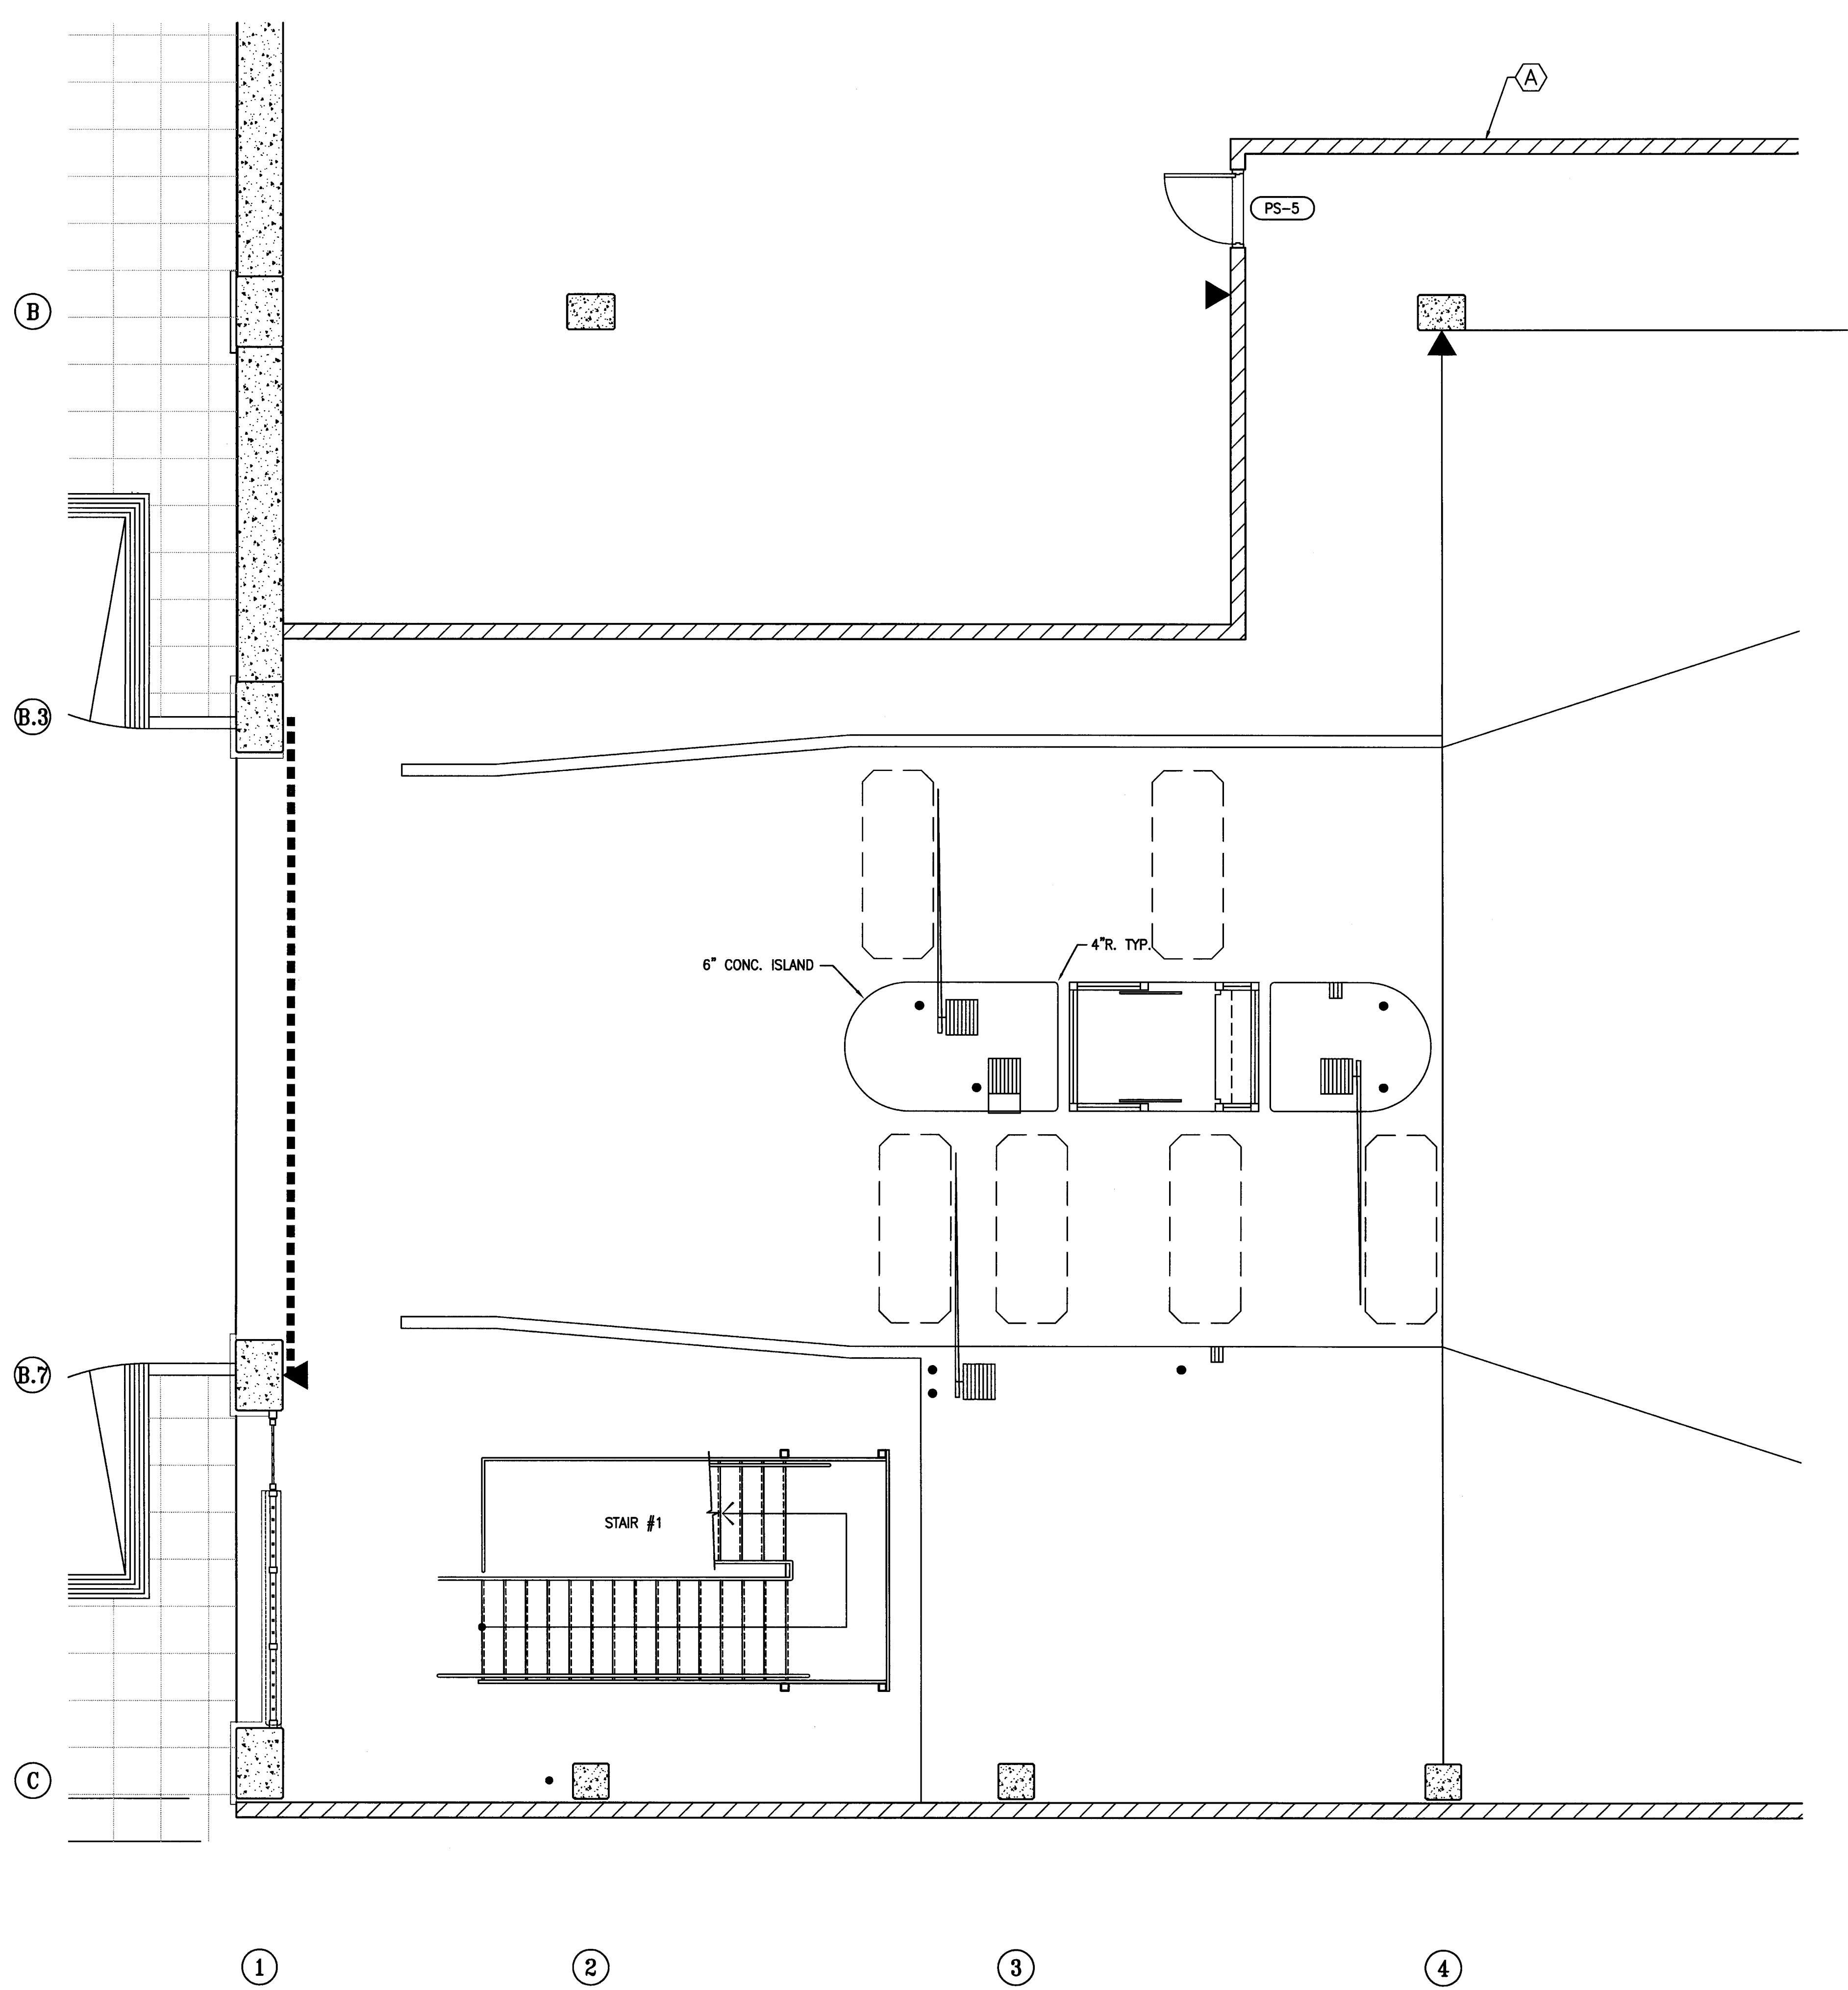 A
PS-5
B
B.3
4"R. TYP.
6" CONC. ISLAND
B.7
STAIR #1
C
1
2
3
4